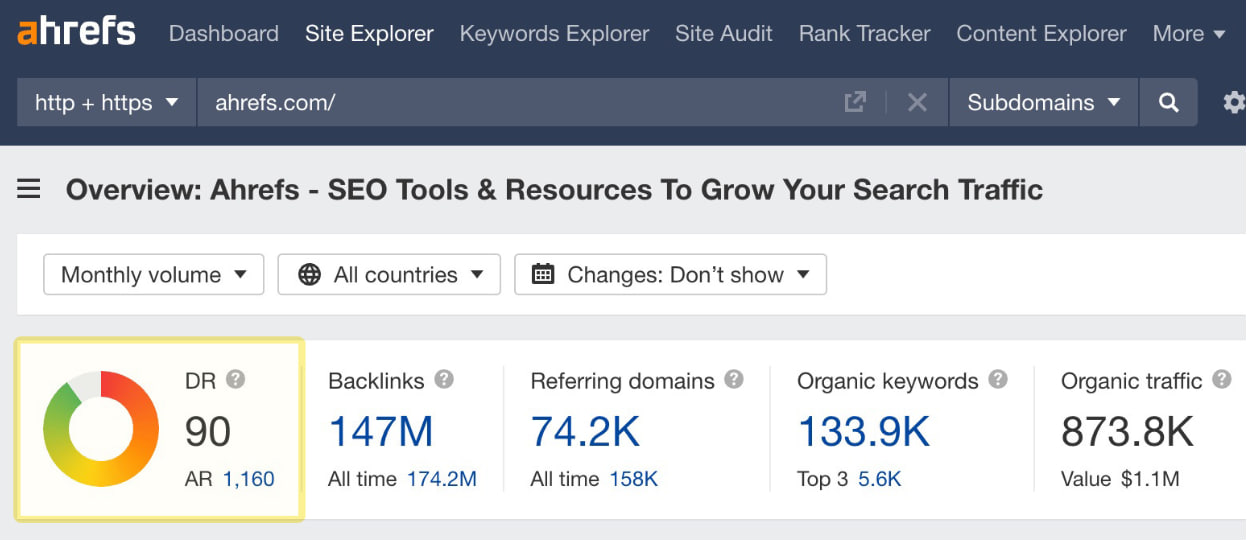 ahrefs Dashboard Site Explorer Keywords Explorer Site Audit Rank Tracker Content Explorer More
http + https ahrefs.com/ Subdomains
Overview: Ahrefs - SEO Tools & Resources To Grow Your Search Traffic
Monthly volume All countries Changes: Don’t show
DR ? Backlinks ? Referring domains ? Organic keywords ? Organic traffic ?
90 147M 74.2K 133.9K 873.8K
AR 1,160 All time 174.2M All time 158K Top 3 5.6K Value $1.1M